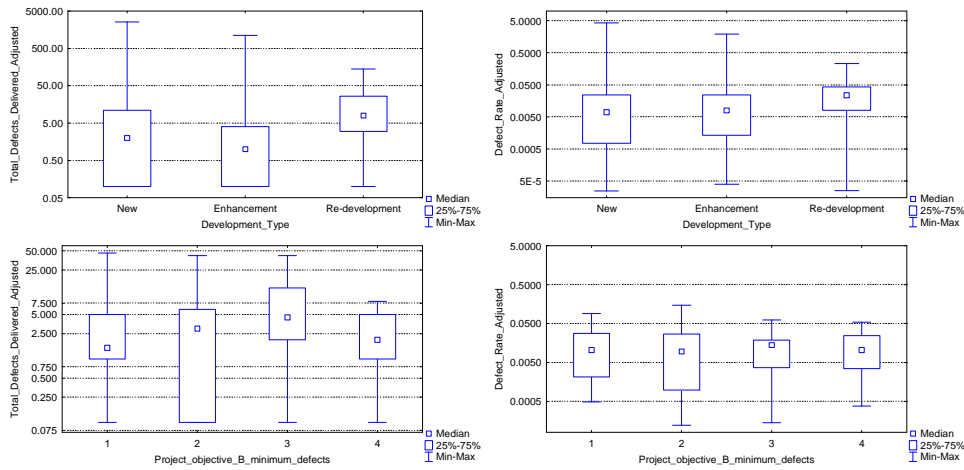 Total_Defects_Delivered_Adjusted
5000.00
500.00
50.00
5.00
0.50
0.05
New Enhancement Re-development
Development_Type
Median
25%-75%
Min-Max
Defect_Rate_Adjusted
5.0000
0.5000
0.0500
0.0050
0.0005
5E-5
New Enhancement Re-development
Development_Type
Median
25%-75%
Min-Max
Total_Defects_Delivered_Adjusted
50.000
25.000
7.500
5.000
2.500
0.750
0.500
0.250
0.075
1 2 3 4
Project_objective_B_minimum_defects
Median
25%-75%
Min-Max
Defect_Rate_Adjusted
5.0000
0.5000
0.0500
0.0050
0.0005
1 2 3 4
Project_objective_B_minimum_defects
Median
25%-75%
Min-Max